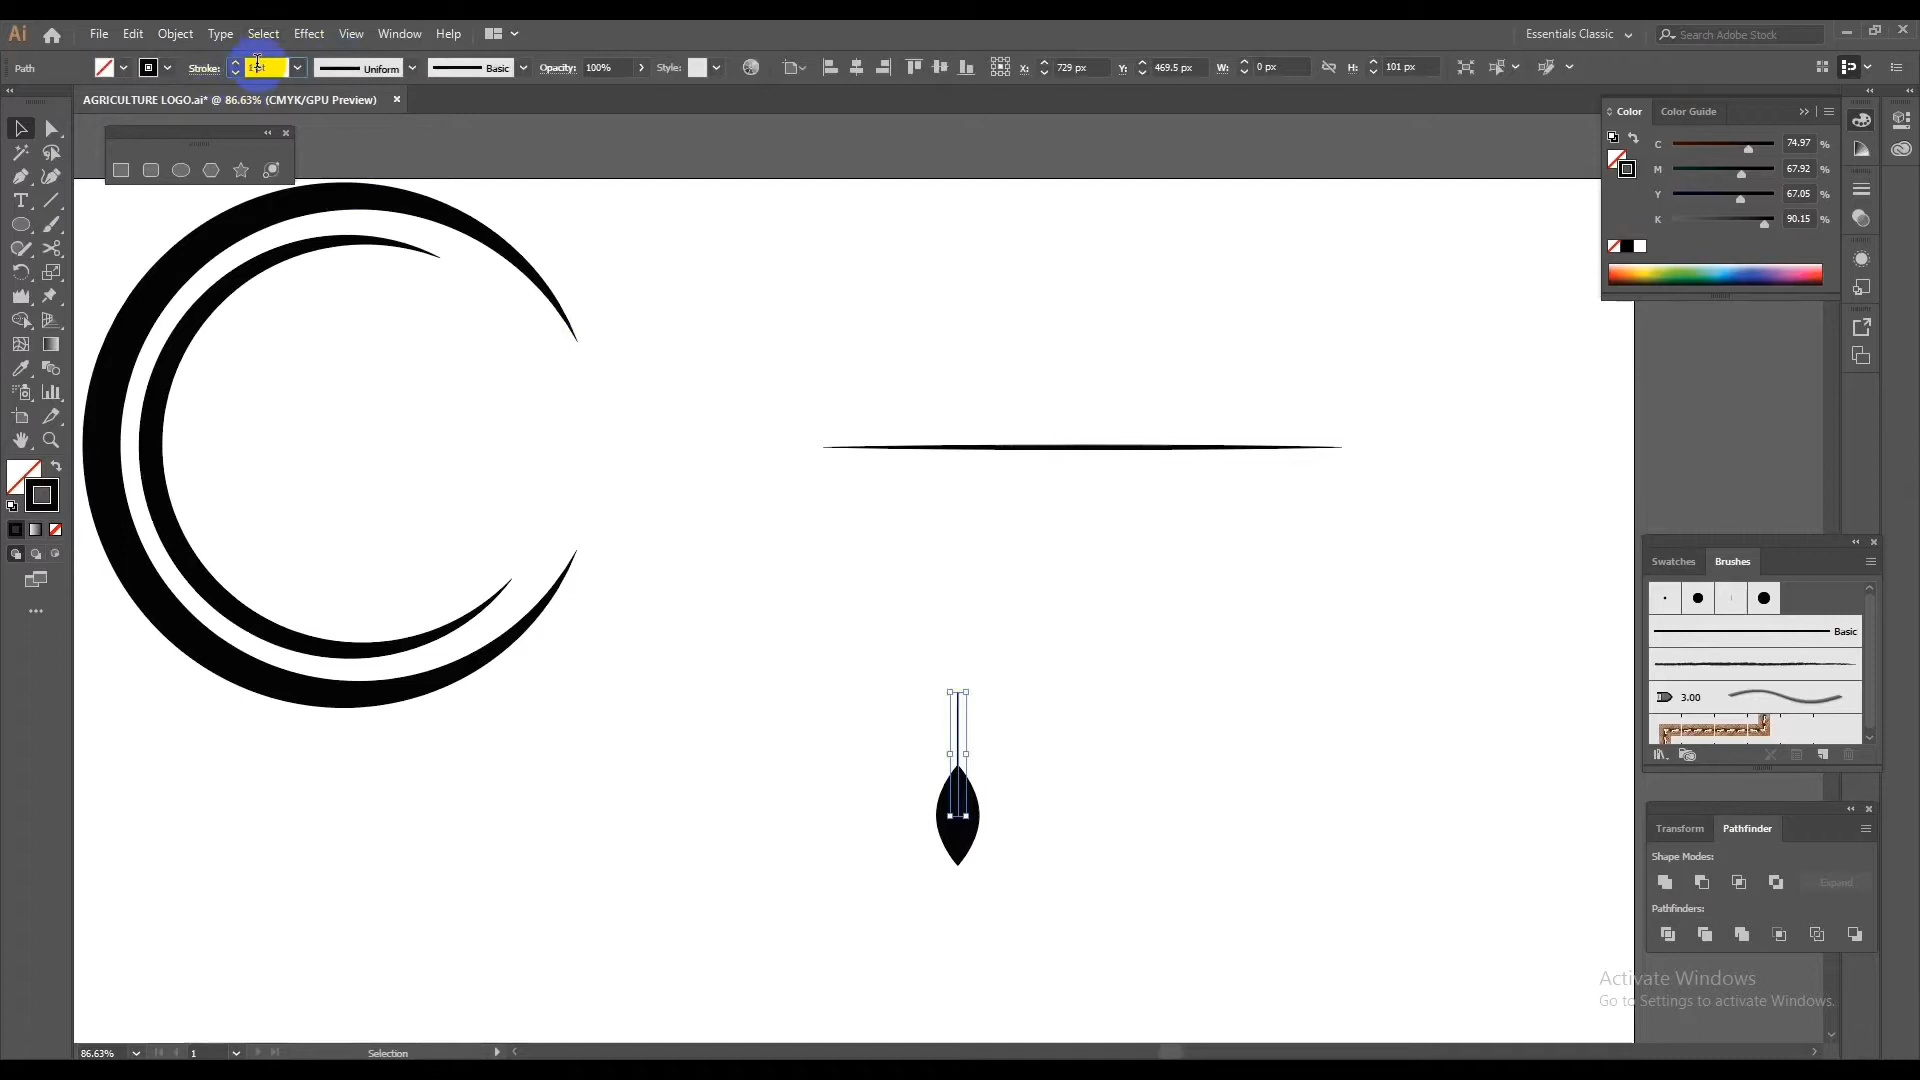 Ai File Edit Object Type Select Effect View Window Help Essentials Classic Search Adobe Stock
Path Stroke: Uniform Basic Opacity: 100% Style: X: 729 px Y: 469.5 px W: 0 px H: 101 px
AGRICULTURE LOGO.ai* @ 86.63% (CMYK/GPU Preview)
Color Color Guide
C 74.97 %
M 67.92 %
Y 67.05 %
K 90.15 %
Swatches Brushes
Basic
3.00
Transform Pathfinder
Shape Modes:
Expand
Pathfinders:
Activate Windows
Go to Settings to activate Windows.
86.63% 1 Selection